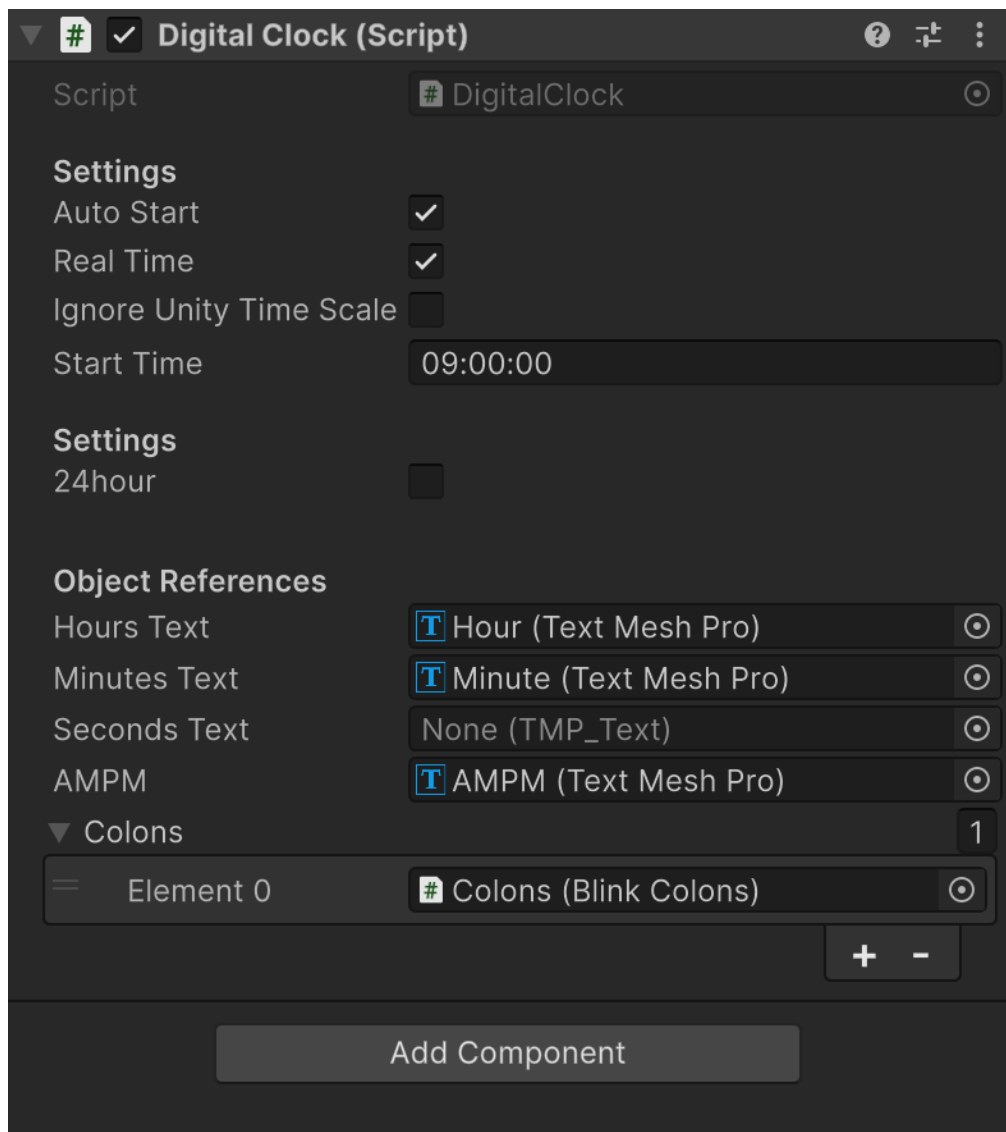 Digital Clock (Script)
Script # DigitalClock
Settings
Auto Start
Real Time
Ignore Unity Time Scale
Start Time 09:00:00
Settings
24hour
Object References
Hours Text T Hour (Text Mesh Pro)
Minutes Text T Minute (Text Mesh Pro)
Seconds Text None (TMP_Text)
AMPM T AMPM (Text Mesh Pro)
Colons 1
Element 0 # Colons (Blink Colons)
+ -
Add Component